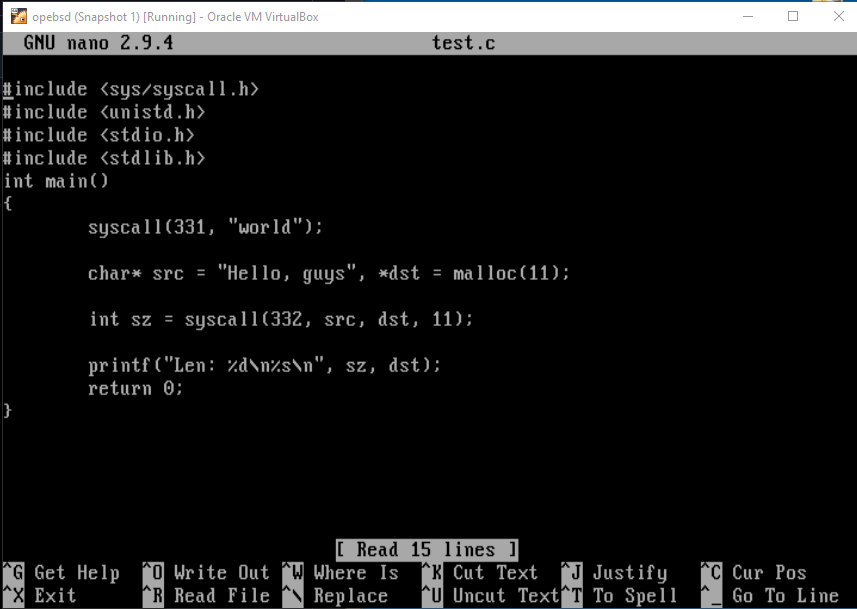 opebsd (Snapshot 1) [Running] - Oracle VM VirtualBox
GNU nano 2.9.4 test.c
#include <sys/syscall.h>
#include <unistd.h>
#include <stdio.h>
#include <stdlib.h>
int main()
{
syscall(331, "world");
char* src = "Hello, guys", *dst = malloc(11);
int sz = syscall(332, src, dst, 11);
printf("Len: %d\n%s\n", sz, dst);
return 0;
}
[ Read 15 lines ]
^G Get Help ^O Write Out ^W Where Is ^K Cut Text ^J Justify ^C Cur Pos
^X Exit ^R Read File ^\ Replace ^U Uncut Text ^T To Spell ^_ Go To Line